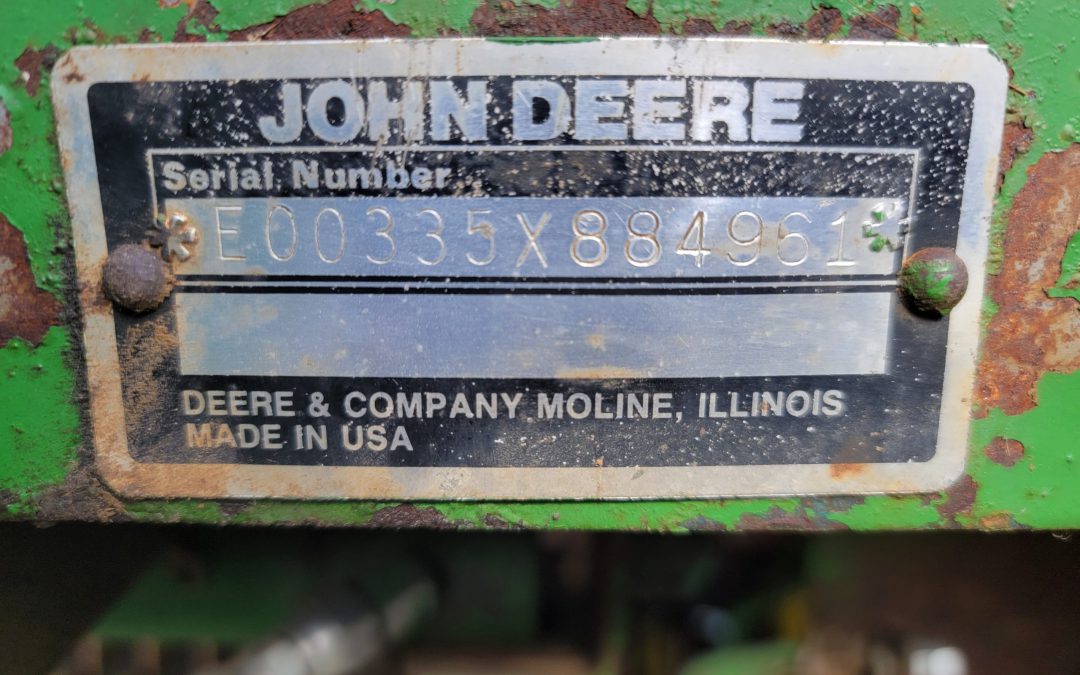 JOHN DEERE
Serial Number
*E00335X884961*
DEERE & COMPANY MOLINE, ILLINOIS
MADE IN USA